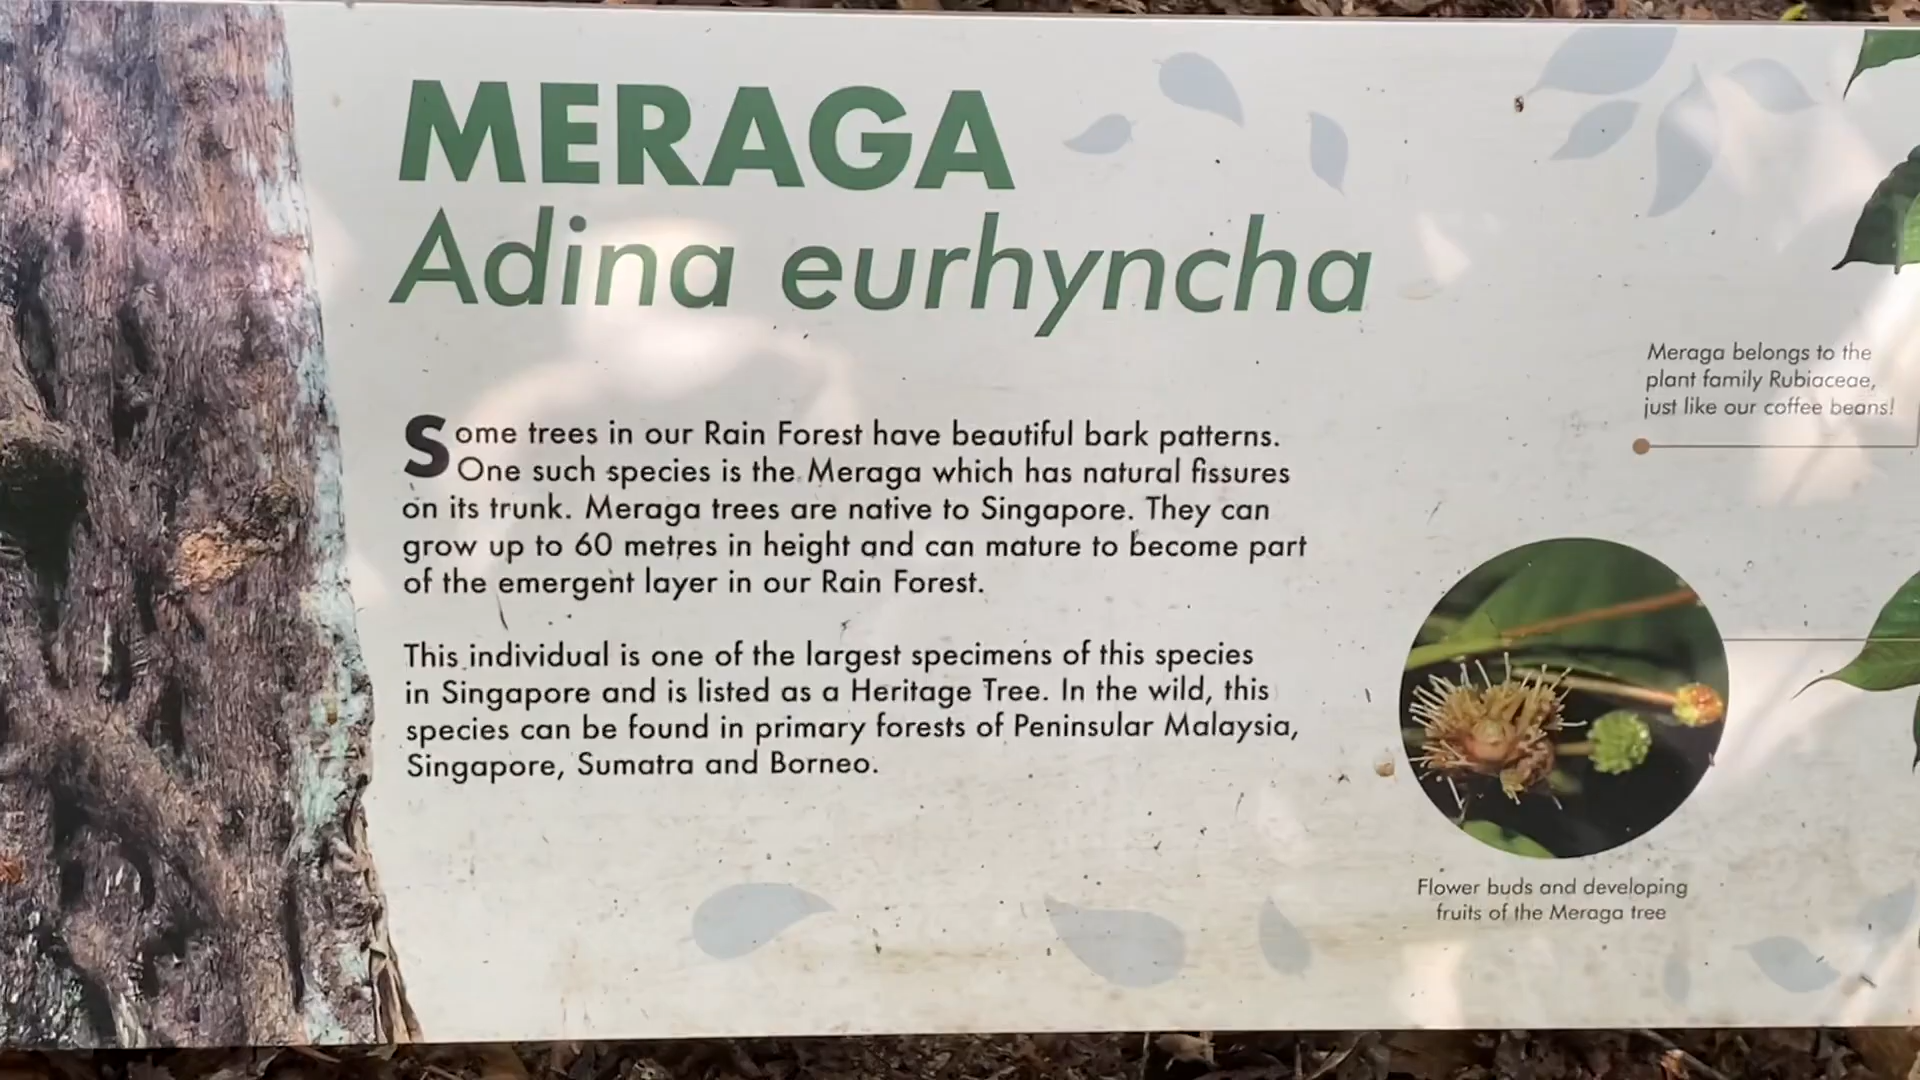 MERAGA
Adina eurhyncha
Some trees in our Rain Forest have beautiful bark patterns.
One such species is the Meraga which has natural fissures
on its trunk. Meraga trees are native to Singapore. They can
grow up to 60 metres in height and can mature to become part
of the emergent layer in our Rain Forest.
This individual is one of the largest specimens of this species
in Singapore and is listed as a Heritage Tree. In the wild, this
species can be found in primary forests of Peninsular Malaysia,
Singapore, Sumatra and Borneo.
Meraga belongs to the
plant family Rubiaceae,
just like our coffee beans!
Flower buds and developing
fruits of the Meraga tree